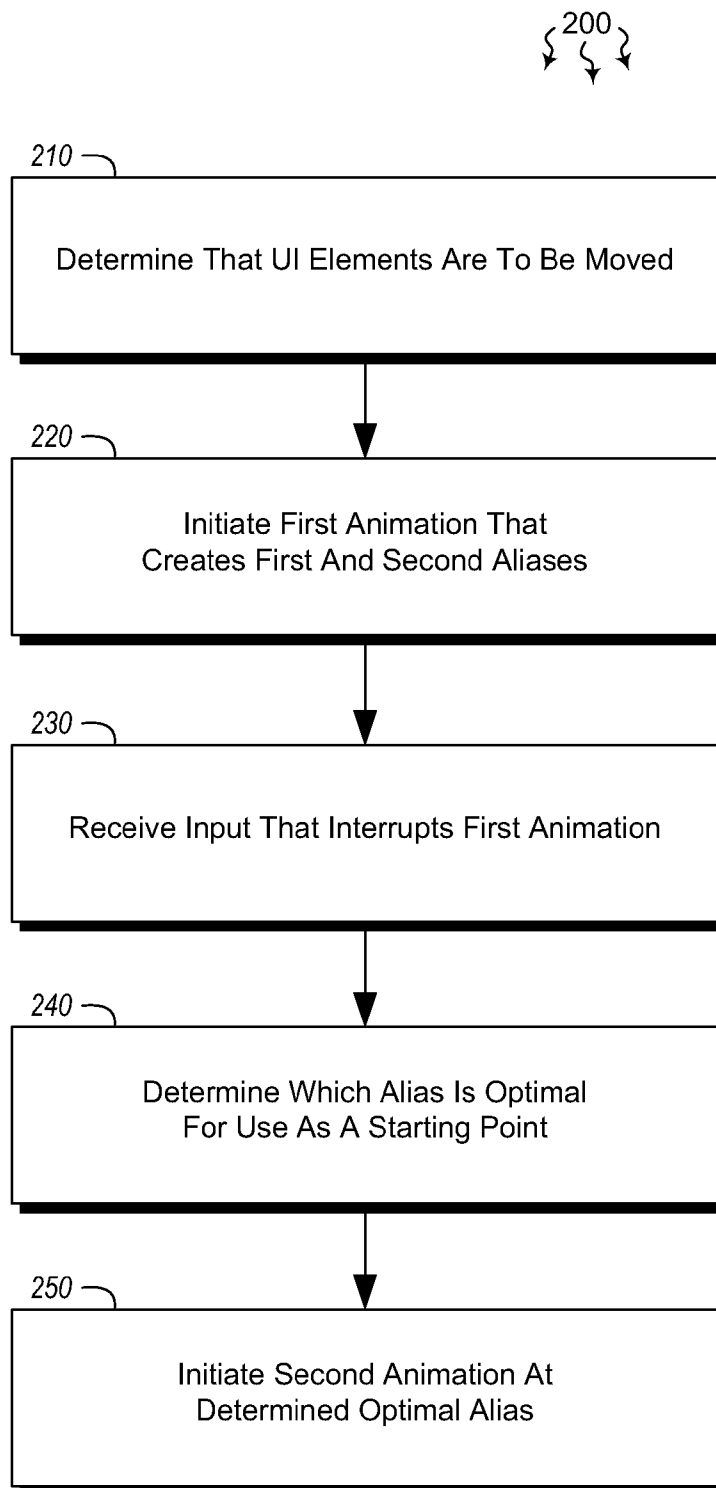 200
210
Determine That UI Elements Are To Be Moved
220
Initiate First Animation That
Creates First And Second Aliases
230
Receive Input That Interrupts First Animation
240
Determine Which Alias Is Optimal
For Use As A Starting Point
250
Initiate Second Animation At
Determined Optimal Alias